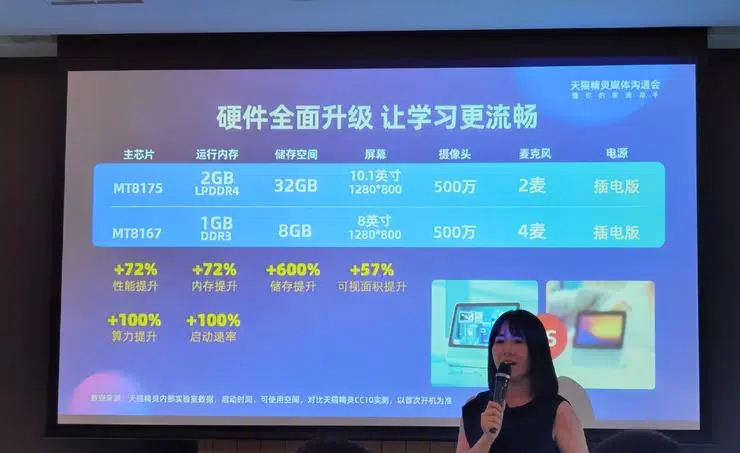 天猫精灵媒体沟通会
懂你的家庭助手
硬件全面升级 让学习更流畅
主芯片 运行内存 储存空间 屏幕 摄像头 麦克风 电源
MT8175 2GB LPDDR4 32GB 10.1英寸 1280*800 500万 2麦 插电版
MT8167 1GB DDR3 8GB 8英寸 1280*800 500万 4麦 插电版
+72% +72% +600% +57%
性能提升 内存提升 储存提升 可视面积提升
+100% +100%
算力提升 启动速率
数据来源：天猫精灵内部实验室数据，启动时间、可使用空间，对比天猫精灵CC10实测，以首次开机为准